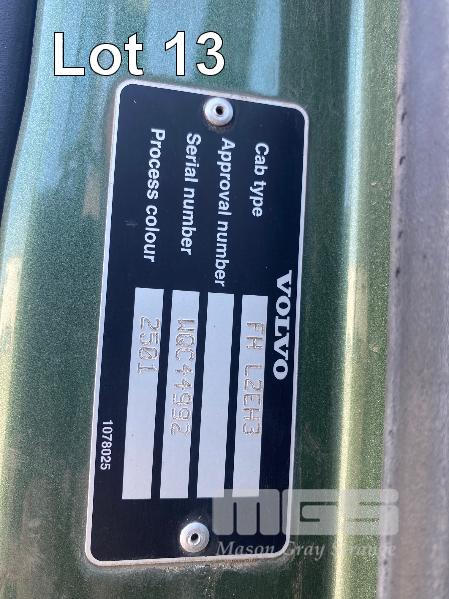 Lot 13
VOLVO
Cab type FH L2EH3
Approval number
Serial number WGC44992
Process colour 2501
1078025
MGS
Mason Gray Strange